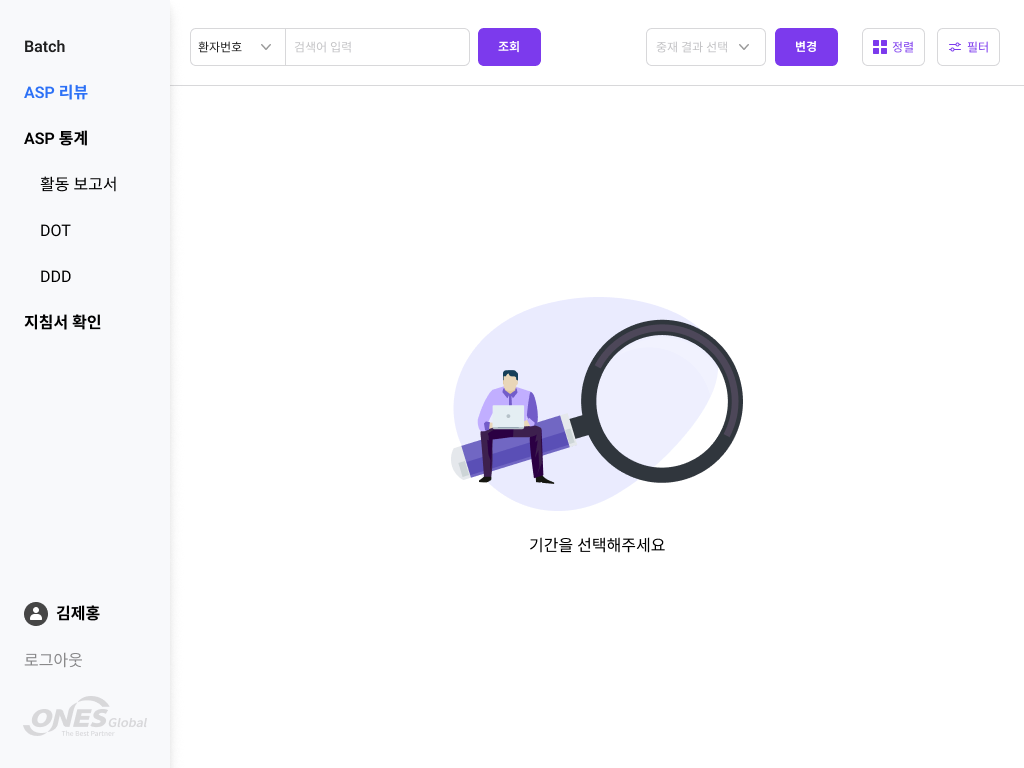 Batch
ASP 리뷰
ASP 통계
활동 보고서
DOT
DDD
지침서 확인
김제홍
로그아웃
ONES Global
The Best Partner
환자번호
검색어 입력
조회
중재 결과 선택
변경
정렬
필터
기간을 선택해주세요